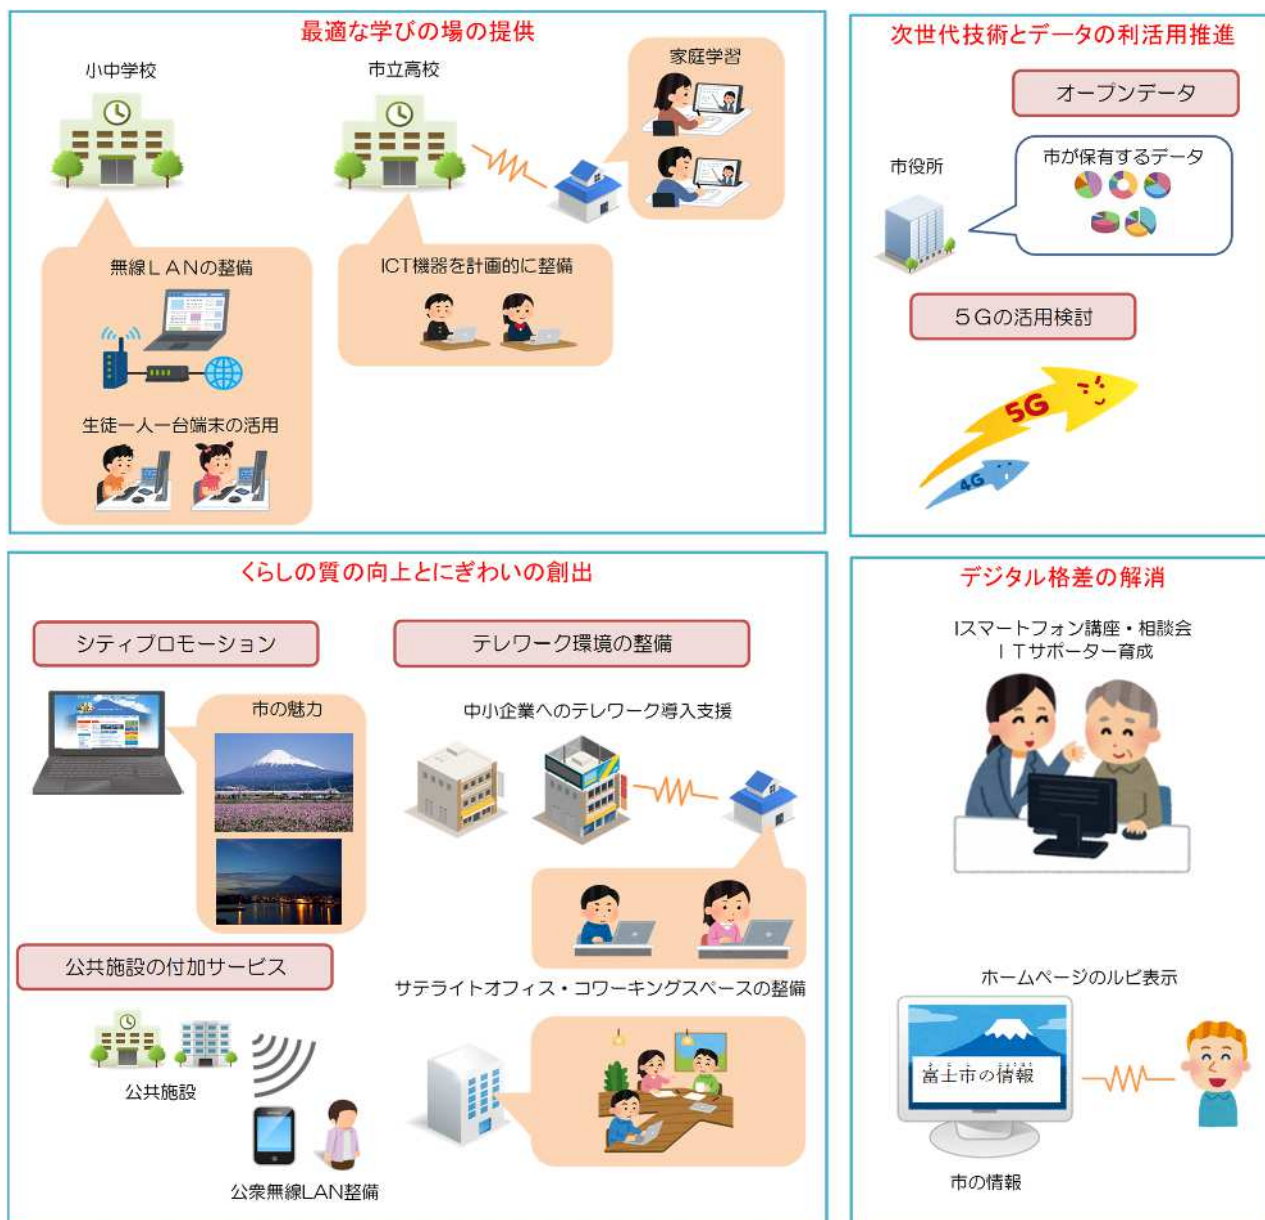 最適な学びの場の提供
小中学校
市立高校
家庭学習
無線LANの整備
生徒一人一台端末の活用
ICT機器を計画的に整備
次世代技術とデータの利活用推進
オープンデータ
市役所
市が保有するデータ
5Gの活用検討
5G
4G
くらしの質の向上とにぎわいの創出
シティプロモーション
市の魅力
公共施設の付加サービス
公共施設
公衆無線LAN整備
テレワーク環境の整備
中小企業へのテレワーク導入支援
サテライトオフィス・コワーキングスペースの整備
デジタル格差の解消
Iスマートフォン講座・相談会
ITサポーター育成
ホームページのルビ表示
富士市の情報
市の情報